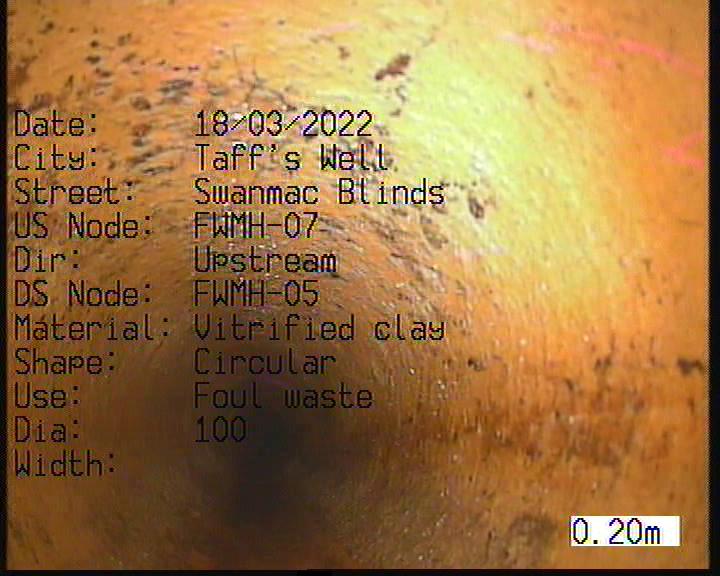 Date: 18/03/2022
City: Taff's Well
Street: Swanmac Blinds
US Node: FWMH-07
Dir: Upstream
DS Node: FWMH-05
Material: Vitrified clay
Shape: Circular
Use: Foul waste
Dia: 100
Width:
0.20m